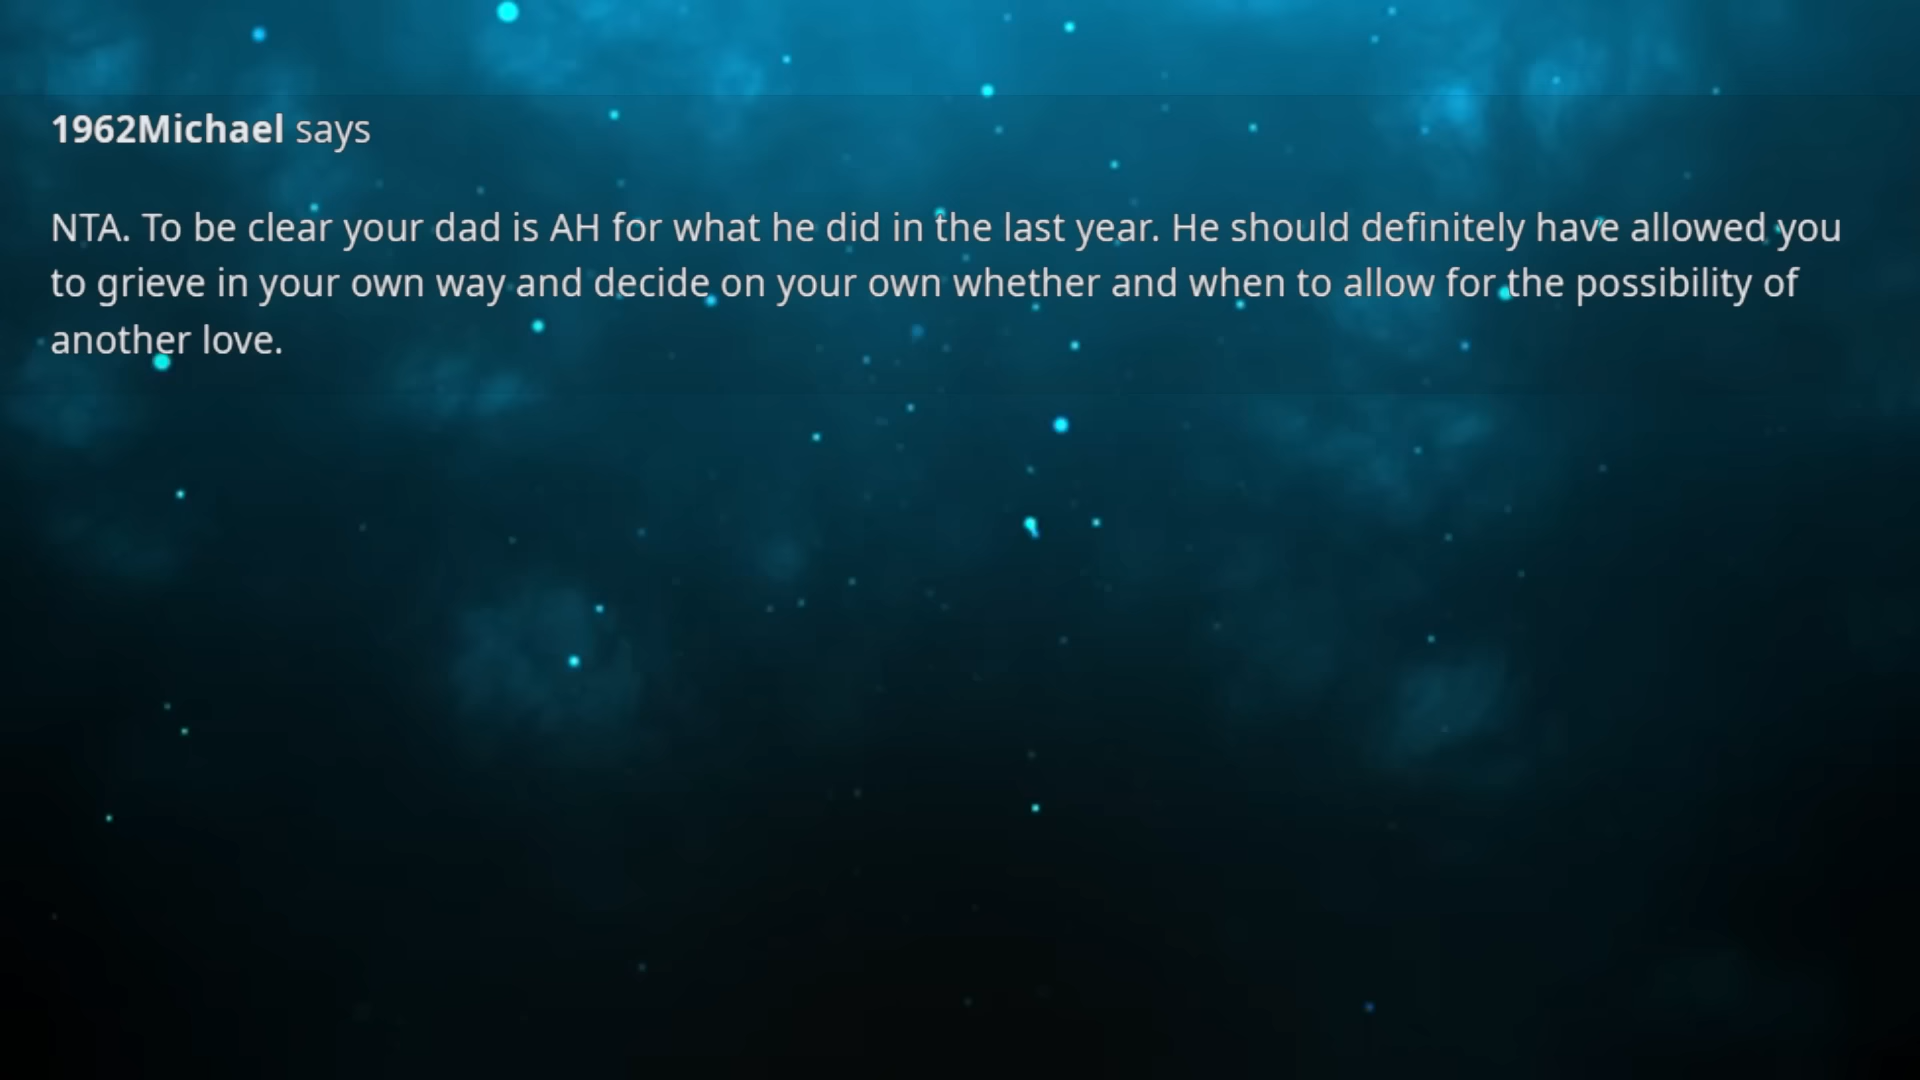 1962Michael says
NTA. To be clear your dad is AH for what he did in the last year. He should definitely have allowed you
to grieve in your own way and decide on your own whether and when to allow for the possibility of
another love.